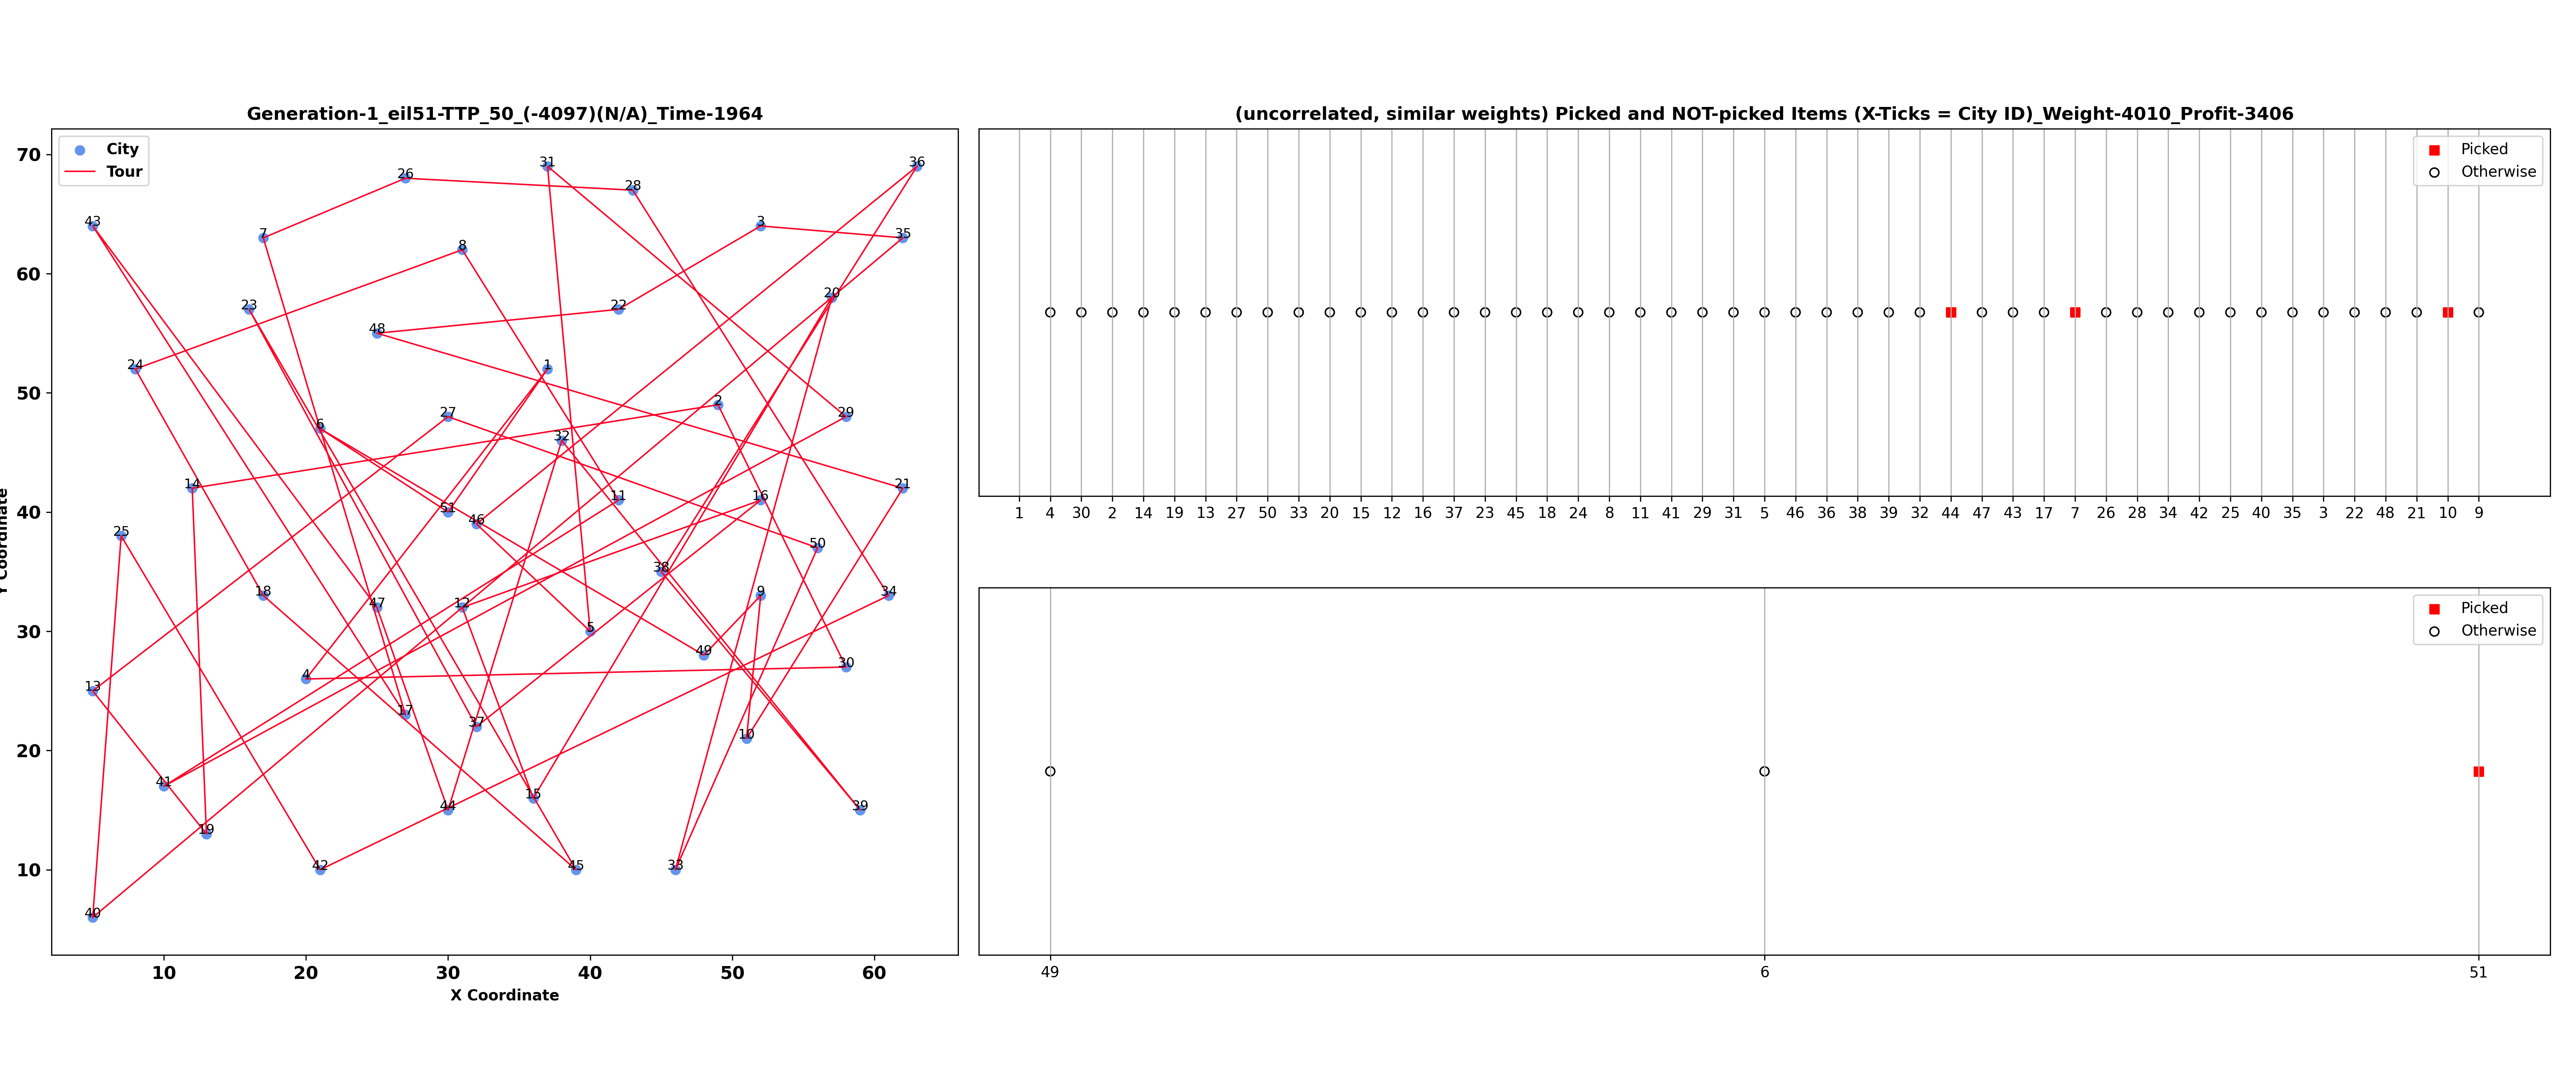 Generation-1_eil51-TTP_50_(-4097)(N/A)_Time-1964
City
Tour
70
60
50
40
30
20
10
10 20 30 40 50 60
X Coordinate
Y Coordinate
31 36
26
28
43 3
7 35
8
20
23 22
48
24 1
2
27 29
6
32
14 21
11 16
51
46
25
50
38
18 9 34
47 12
5
49
30
4
13
17
37
10
41
15
44 39
19
42 45 33
40
(uncorrelated, similar weights) Picked and NOT-picked Items (X-Ticks = City ID)_Weight-4010_Profit-3406
Picked
Otherwise
1 4 30 2 14 19 13 27 50 33 20 15 12 16 37 23 45 18 24 8 11 41 29 31 5 46 36 38 39 32 44 47 43 17 7 26 28 34 42 25 40 35 3 22 48 21 10 9
Picked
Otherwise
49 6 51